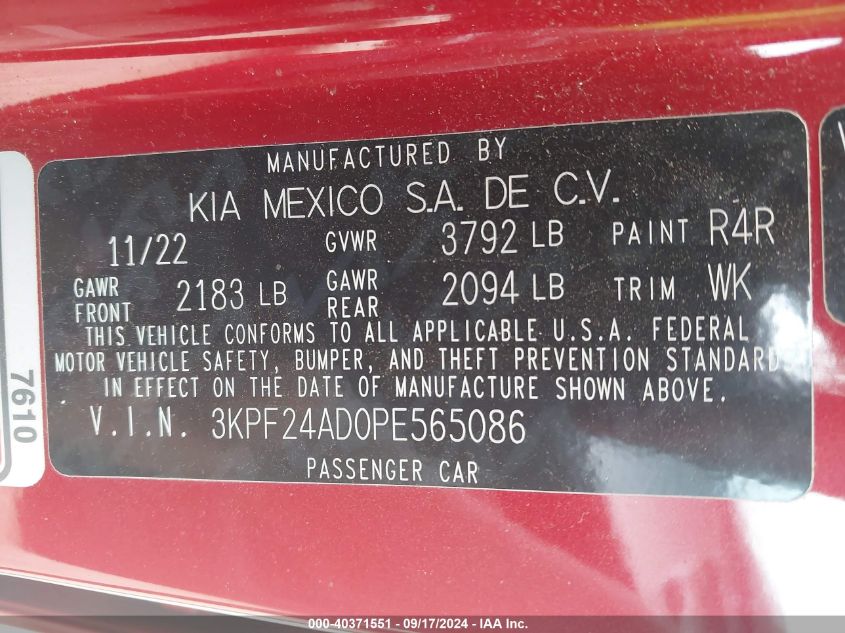 MANUFACTURED BY
KIA MEXICO S.A. DE C.V.
11/22 GVWR 3792 LB PAINT R4R
GAWR FRONT 2183 LB GAWR REAR 2094 LB TRIM WK
THIS VEHICLE CONFORMS TO ALL APPLICABLE U.S.A. FEDERAL
MOTOR VEHICLE SAFETY, BUMPER, AND THEFT PREVENTION STANDARDS
IN EFFECT ON THE DATE OF MANUFACTURE SHOWN ABOVE.
V.I.N. 3KPF24AD0PE565086
PASSENGER CAR
7610
000-40371551 - 09/17/2024 - IAA Inc.